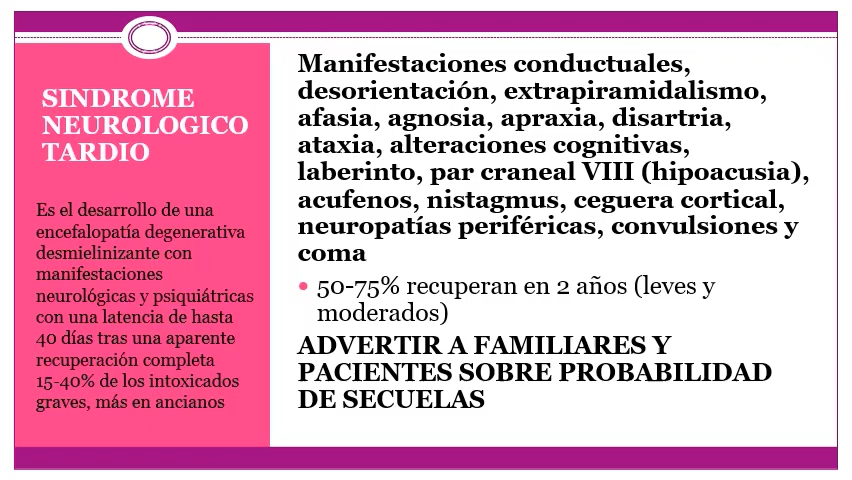 SINDROME
NEUROLOGICO
TARDIO
Es el desarrollo de una
encefalopatía degenerativa
desmielinizante con
manifestaciones
neurológicas y psiquiátricas
con una latencia de hasta
40 días tras una aparente
recuperación completa
15-40% de los intoxicados
graves, más en ancianos
Manifestaciones conductuales,
desorientación, extrapiramidalismo,
afasia, agnosia, apraxia, disartria,
ataxia, alteraciones cognitivas,
laberinto, par craneal VIII (hipoacusia),
acufenos, nistagmus, ceguera cortical,
neuropatías periféricas, convulsiones y
coma
• 50-75% recuperan en 2 años (leves y
moderados)
ADVERTIR A FAMILIARES Y
PACIENTES SOBRE PROBABILIDAD
DE SECUELAS